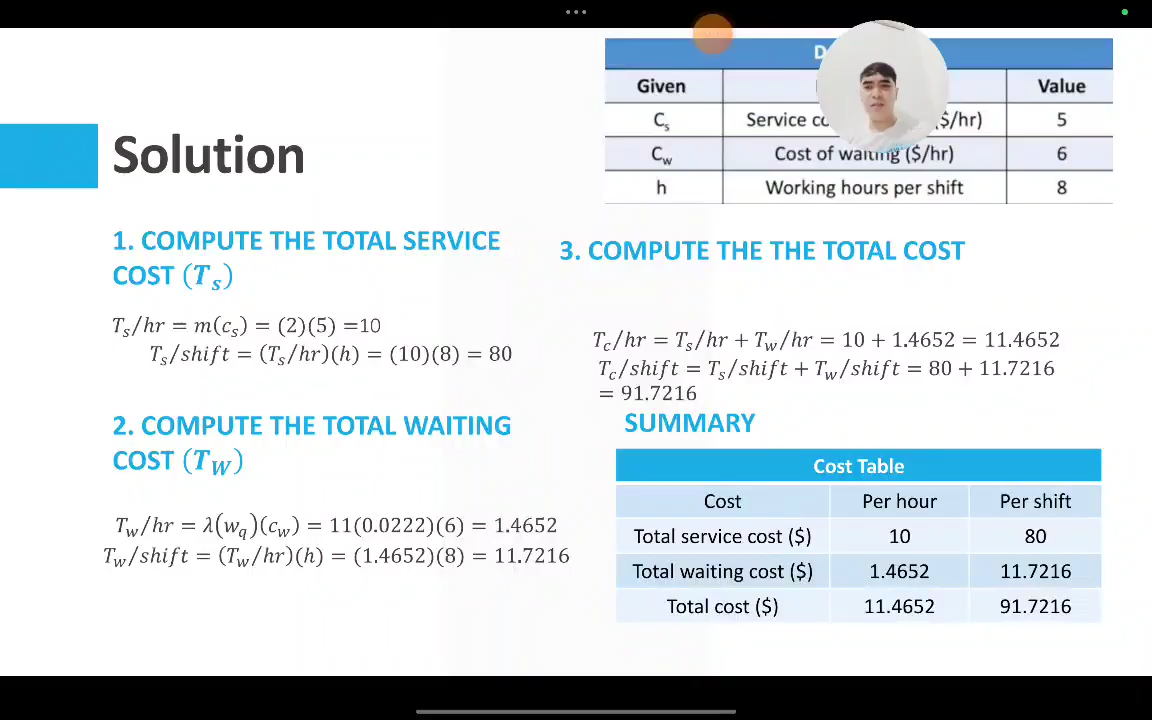 D
Given Value
Cₛ Service co ($/hr) 5
C_w Cost of waiting ($/hr) 6
h Working hours per shift 8
Solution
1. COMPUTE THE TOTAL SERVICE
COST (Tₛ)
Tₛ/hr = m(cₛ) = (2)(5) =10
Tₛ/shift = (Tₛ/hr)(h) = (10)(8) = 80
2. COMPUTE THE TOTAL WAITING
COST (T_W)
T_w/hr = λ(w_q)(c_w) = 11(0.0222)(6) = 1.4652
T_w/shift = (T_w/hr)(h) = (1.4652)(8) = 11.7216
3. COMPUTE THE THE TOTAL COST
T_c/hr = Tₛ/hr + T_w/hr = 10 + 1.4652 = 11.4652
T_c/shift = Tₛ/shift + T_w/shift = 80 + 11.7216
= 91.7216
SUMMARY
Cost Table
Cost Per hour Per shift
Total service cost ($) 10 80
Total waiting cost ($) 1.4652 11.7216
Total cost ($) 11.4652 91.7216